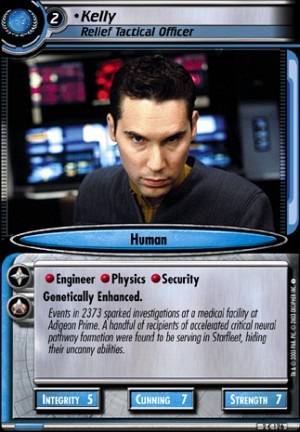 2 •Kelly
Relief Tactical Officer
Human
Engineer Physics Security
Genetically Enhanced.
Events in 2373 sparked investigations at a medical facility at
Adigeon Prime. A handful of recipients of accelerated critical neural
pathway formation were found to be serving in Starfleet, hiding
their uncanny abilities.
INTEGRITY 5 CUNNING 7 STRENGTH 7
2 C 126